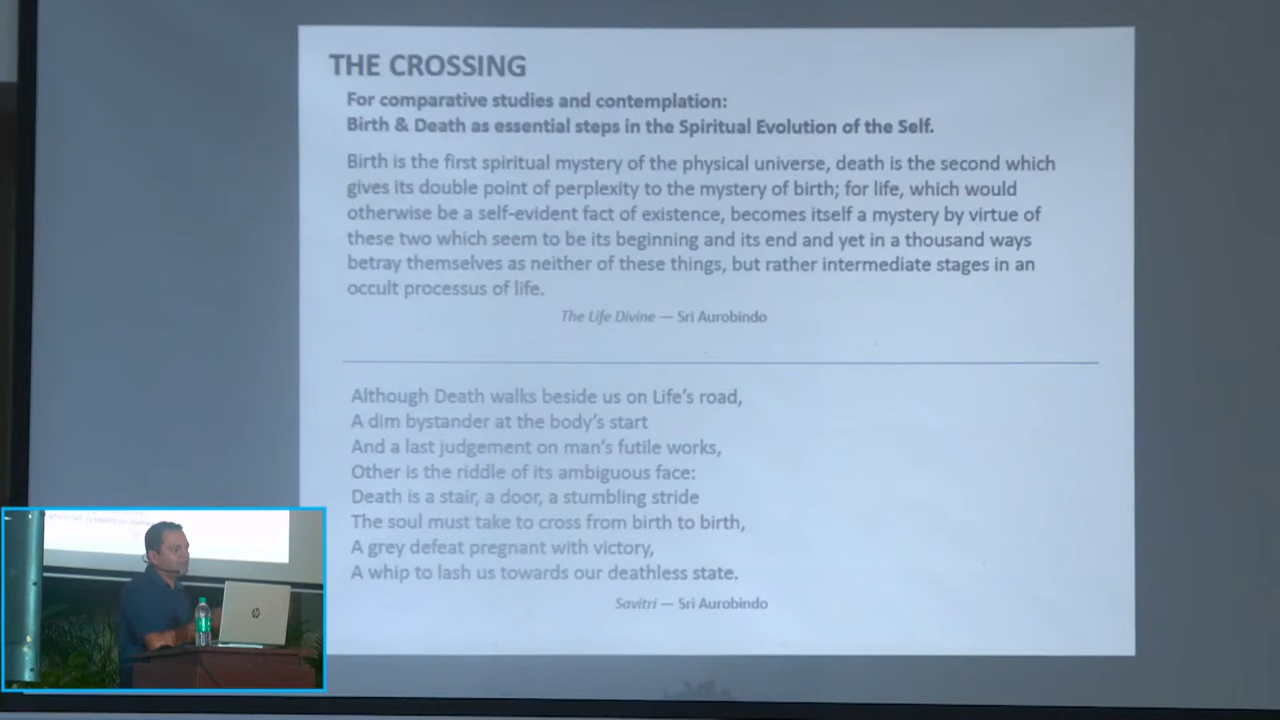 THE CROSSING
For comparative studies and contemplation:
Birth & Death as essential steps in the Spiritual Evolution of the Self.
Birth is the first spiritual mystery of the physical universe, death is the second which
gives its double point of perplexity to the mystery of birth; for life, which would
otherwise be a self-evident fact of existence, becomes itself a mystery by virtue of
these two which seem to be its beginning and its end and yet in a thousand ways
betray themselves as neither of these things, but rather intermediate stages in an
occult processus of life.
The Life Divine — Sri Aurobindo
Although Death walks beside us on Life's road,
A dim bystander at the body's start
And a last judgement on man's futile works,
Other is the riddle of its ambiguous face:
Death is a stair, a door, a stumbling stride
The soul must take to cross from birth to birth,
A grey defeat pregnant with victory,
A whip to lash us towards our deathless state.
Savitri — Sri Aurobindo
hp